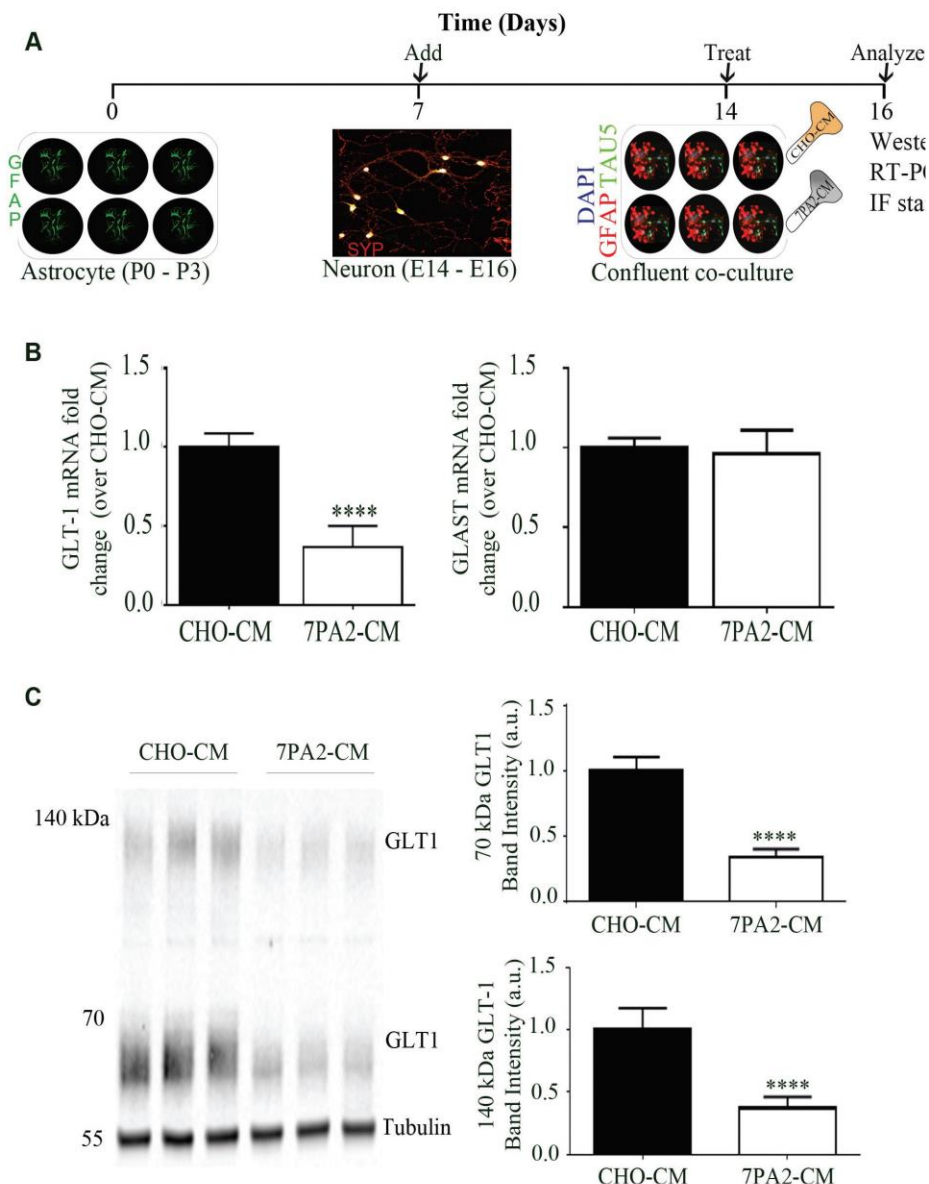 A
Time (Days)
Add
Treat
Analyze
0
7
14
16
GFAP
SYP
DAPI
GFAP TAU5
CHO-CM
7PA2-CM
Weste
RT-P
IF sta
Astrocyte (P0 - P3)
Neuron (E14 - E16)
Confluent co-culture
B
GLT-1 mRNA fold
change (over CHO-CM)
1.5
1.0
0.5
0.0
****
CHO-CM
7PA2-CM
GLAST mRNA fold
change (over CHO-CM)
1.5
1.0
0.5
0.0
CHO-CM
7PA2-CM
C
CHO-CM
7PA2-CM
140 kDa
GLT1
70
GLT1
55
Tubulin
70 kDa GLT1
Band Intensity (a.u.)
1.5
1.0
0.5
0.0
****
CHO-CM
7PA2-CM
140 kDa GLT-1
Band Intensity (a.u.)
1.5
1.0
0.5
0.0
****
CHO-CM
7PA2-CM